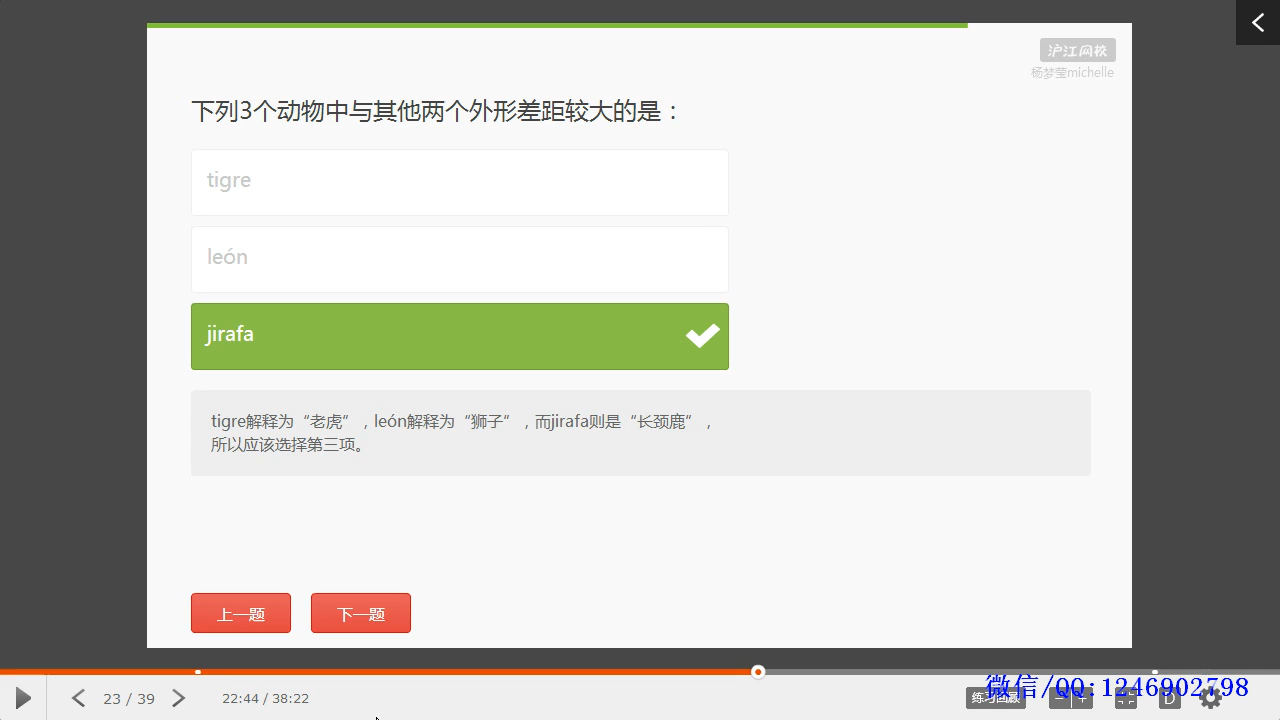 沪江网校
杨梦莹michelle
下列3个动物中与其他两个外形差距较大的是：
tigre
león
jirafa
tigre解释为“老虎”，león解释为“狮子”，而jirafa则是“长颈鹿”，
所以应该选择第三项。
上一题 下一题
23 / 39 22:44 / 38:22 练习回顾 D
微信/QQ:1246902798